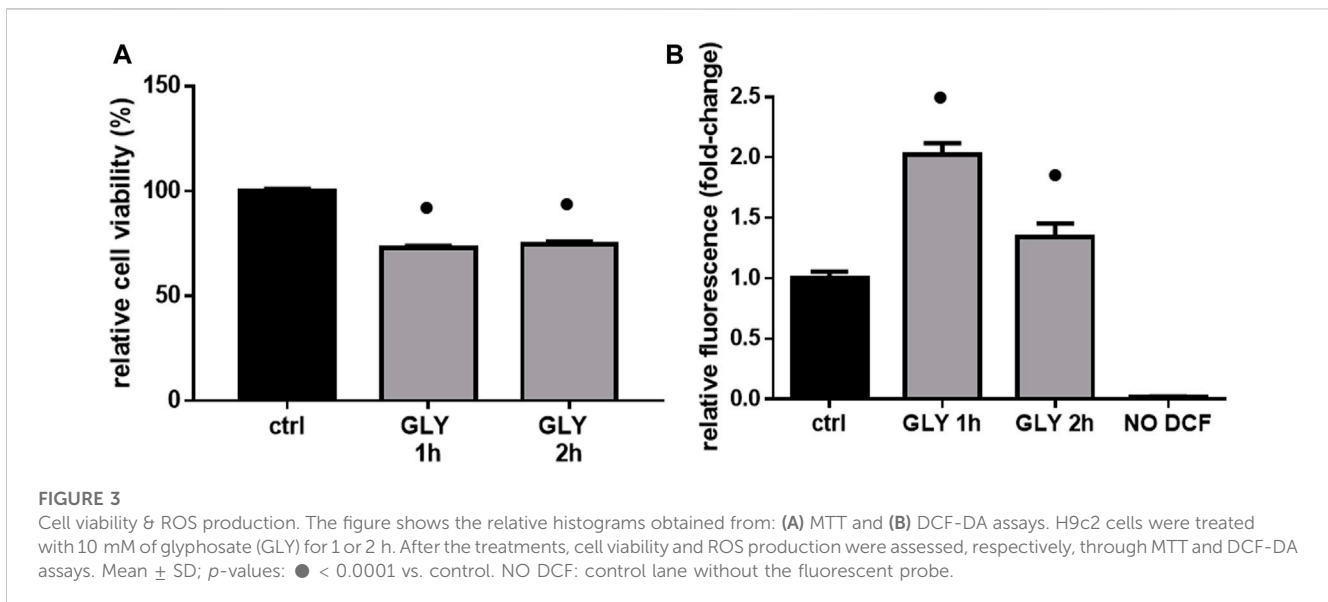 A
relative cell viability (%)
150
100
50
0
ctrl
GLY
1h
GLY
2h
B
relative fluorescence (fold-change)
2.5
2.0
1.5
1.0
0.5
0.0
ctrl
GLY 1h
GLY 2h
NO DCF
FIGURE 3
Cell viability & ROS production. The figure shows the relative histograms obtained from: (A) MTT and (B) DCF-DA assays. H9c2 cells were treated
with 10 mM of glyphosate (GLY) for 1 or 2 h. After the treatments, cell viability and ROS production were assessed, respectively, through MTT and DCF-DA
assays. Mean ± SD; p-values: ● < 0.0001 vs. control. NO DCF: control lane without the fluorescent probe.